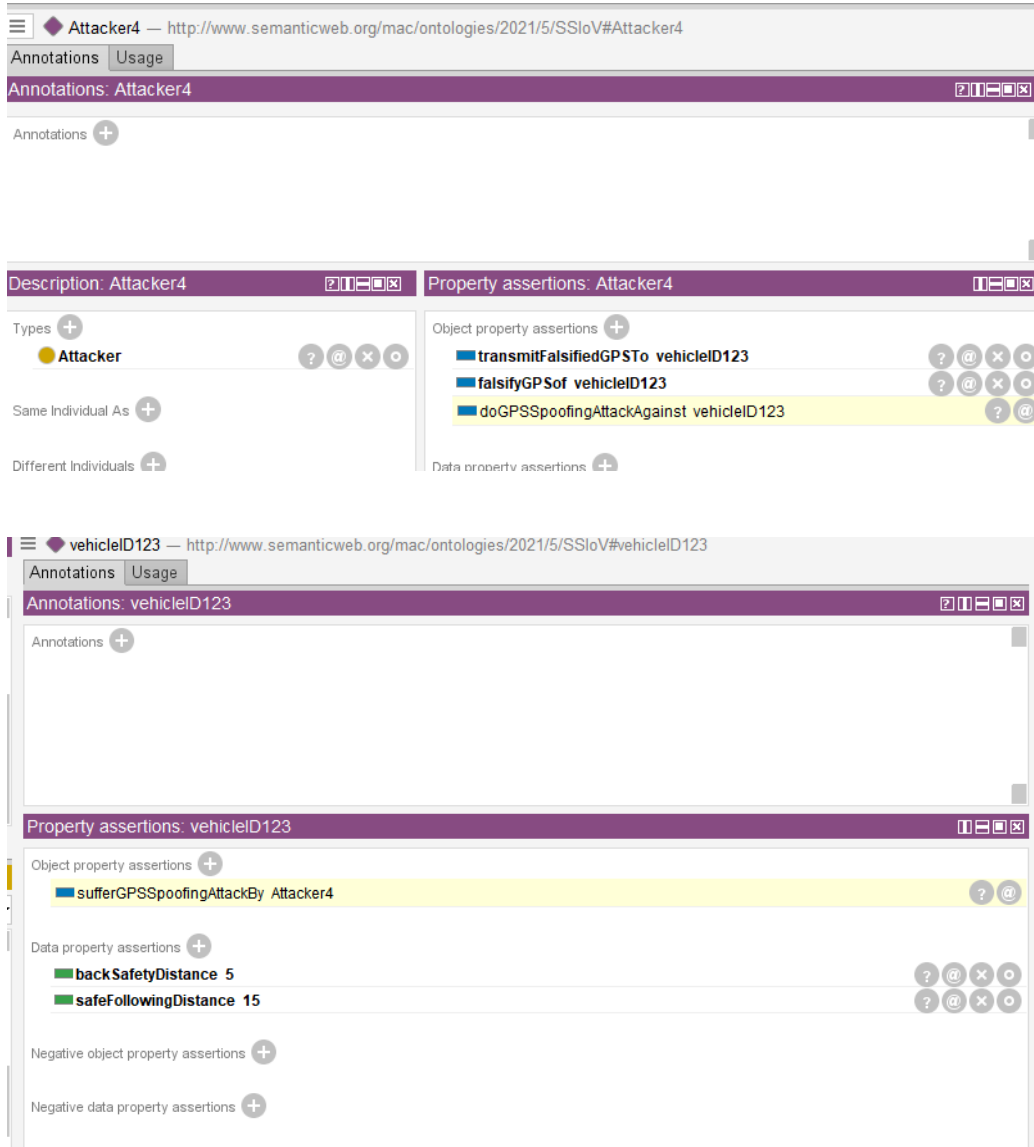 Attacker4 — http://www.semanticweb.org/mac/ontologies/2021/5/SSIoV#Attacker4
Annotations Usage
Annotations: Attacker4
Annotations
Description: Attacker4
Types
Attacker
Same Individual As
Different Individuals
Property assertions: Attacker4
Object property assertions
transmitFalsifiedGPSTo vehicleID123
falsifyGPSof vehicleID123
doGPSSpoofingAttackAgainst vehicleID123
Data property assertions
vehicleID123 — http://www.semanticweb.org/mac/ontologies/2021/5/SSIoV#vehicleID123
Annotations Usage
Annotations: vehicleID123
Annotations
Property assertions: vehicleID123
Object property assertions
sufferGPSSpoofingAttackBy Attacker4
Data property assertions
backSafetyDistance 5
safeFollowingDistance 15
Negative object property assertions
Negative data property assertions